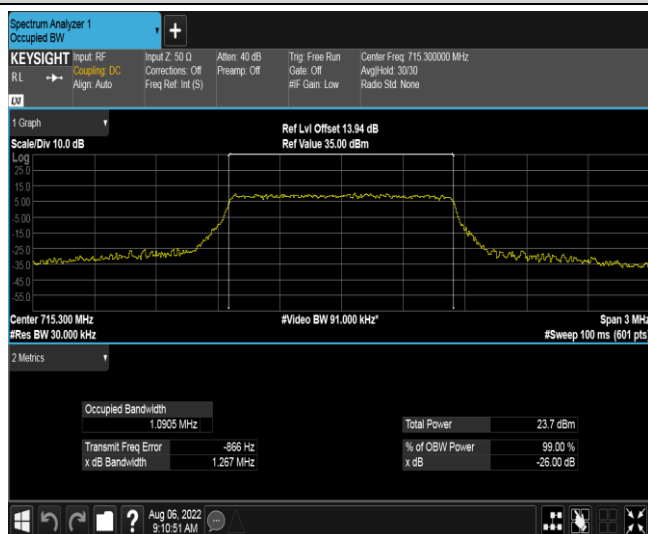 Spectrum Analyzer 1
Occupied BW
+
KEYSIGHT
RL
LXI
Input: RF
Coupling: DC
Align: Auto
Input Z: 50 Ω
Corrections: Off
Freq Ref: Int (S)
Atten: 40 dB
Preamp: Off
Trig: Free Run
Gate: Off
#IF Gain: Low
Center Freq: 715.300000 MHz
Avg|Hold: 30/30
Radio Std: None
1 Graph
Scale/Div 10.0 dB
Ref Lvl Offset 13.94 dB
Ref Value 35.00 dBm
Log
25.0
15.0
5.00
-5.00
-15.0
-25.0
-35.0
-45.0
-55.0
Center 715.300 MHz
#Video BW 91.000 kHz*
Span 3 MHz
#Res BW 30.000 kHz
#Sweep 100 ms (601 pts)
2 Metrics
Occupied Bandwidth
1.0905 MHz
Total Power 23.7 dBm
Transmit Freq Error -866 Hz
% of OBW Power 99.00 %
x dB Bandwidth 1.267 MHz
x dB -26.00 dB
?
Aug 06, 2022
9:10:51 AM